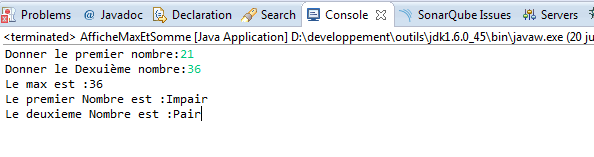 Problems @ Javadoc Declaration Search Console SonarQube Issues Servers
<terminated> AfficheMaxEtSomme [Java Application] D:\developpement\outils\jdk1.6.0_45\bin\javaw.exe (20 ju
Donner le premier nombre:21
Donner le Dexuième nombre:36
Le max est :36
Le premier Nombre est :Impair
Le deuxieme Nombre est :Pair